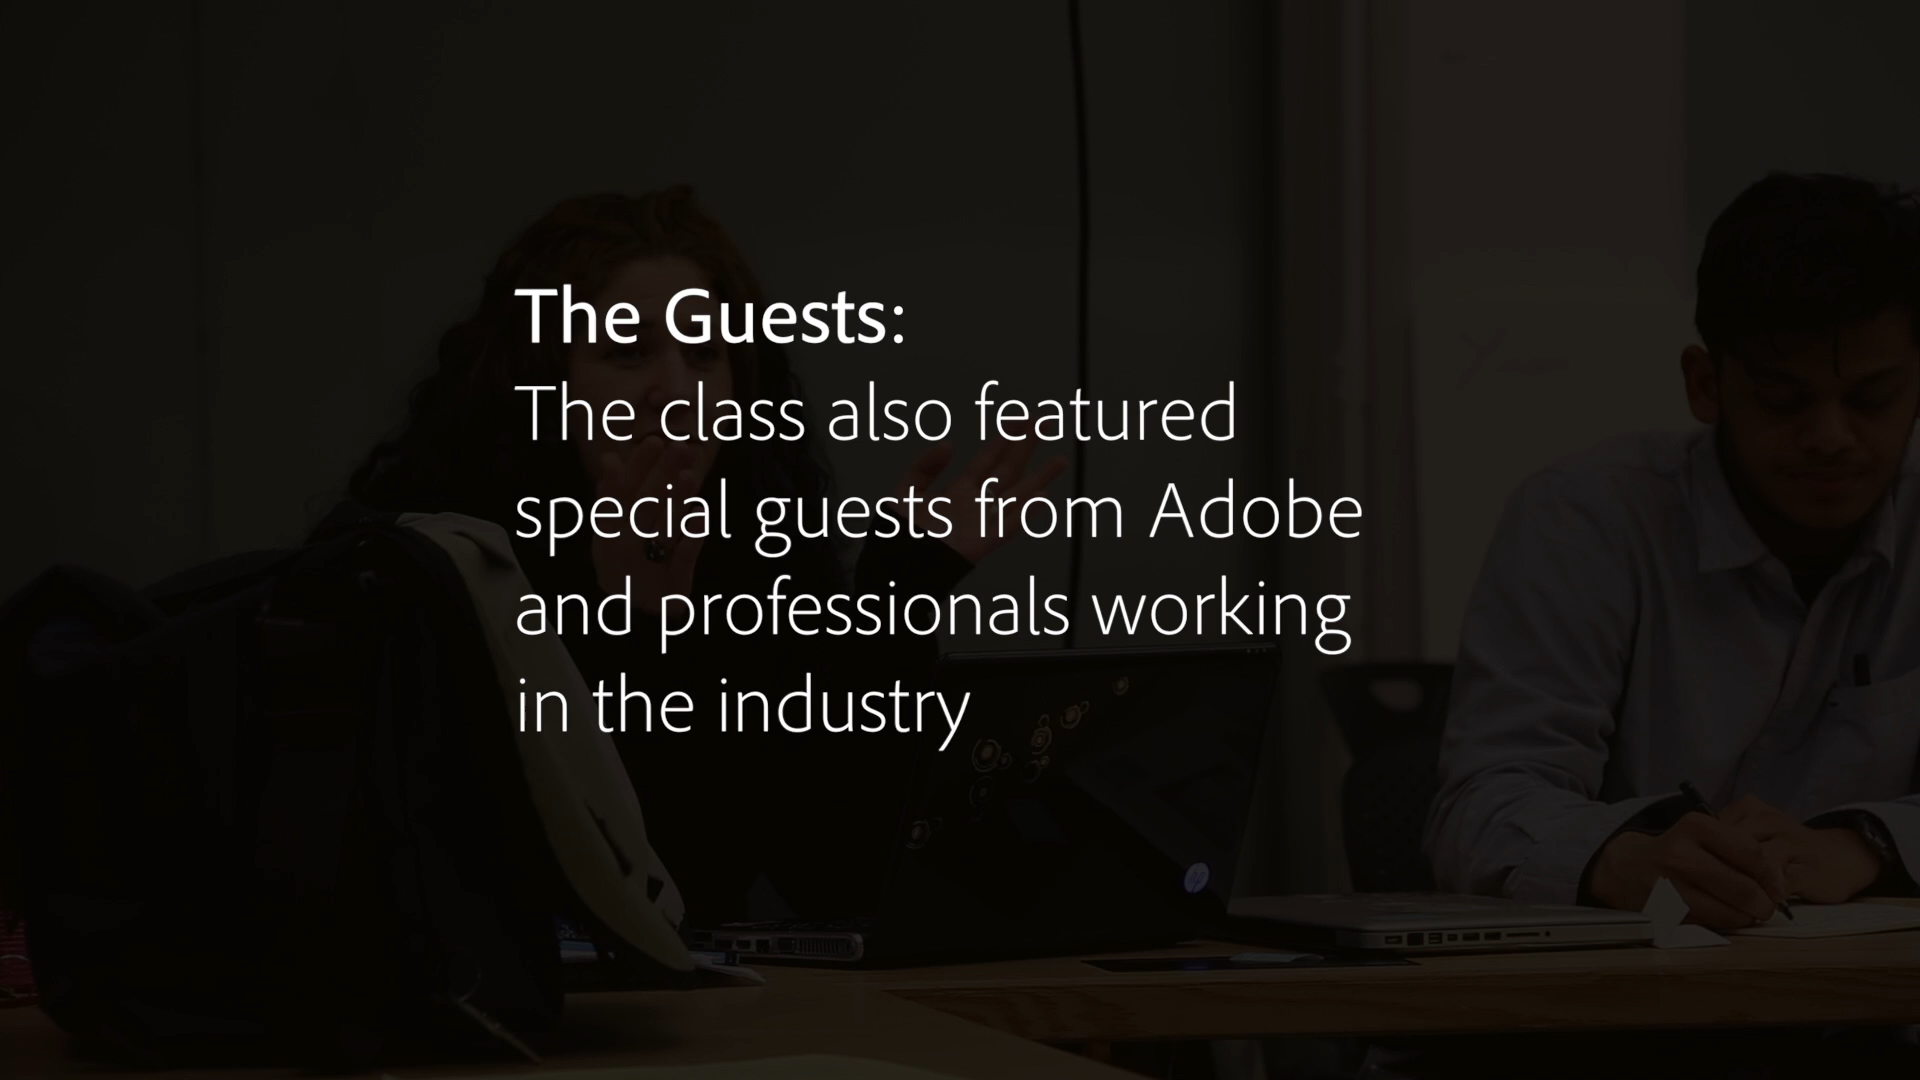 The Guests:
The class also featured
special guests from Adobe
and professionals working
in the industry